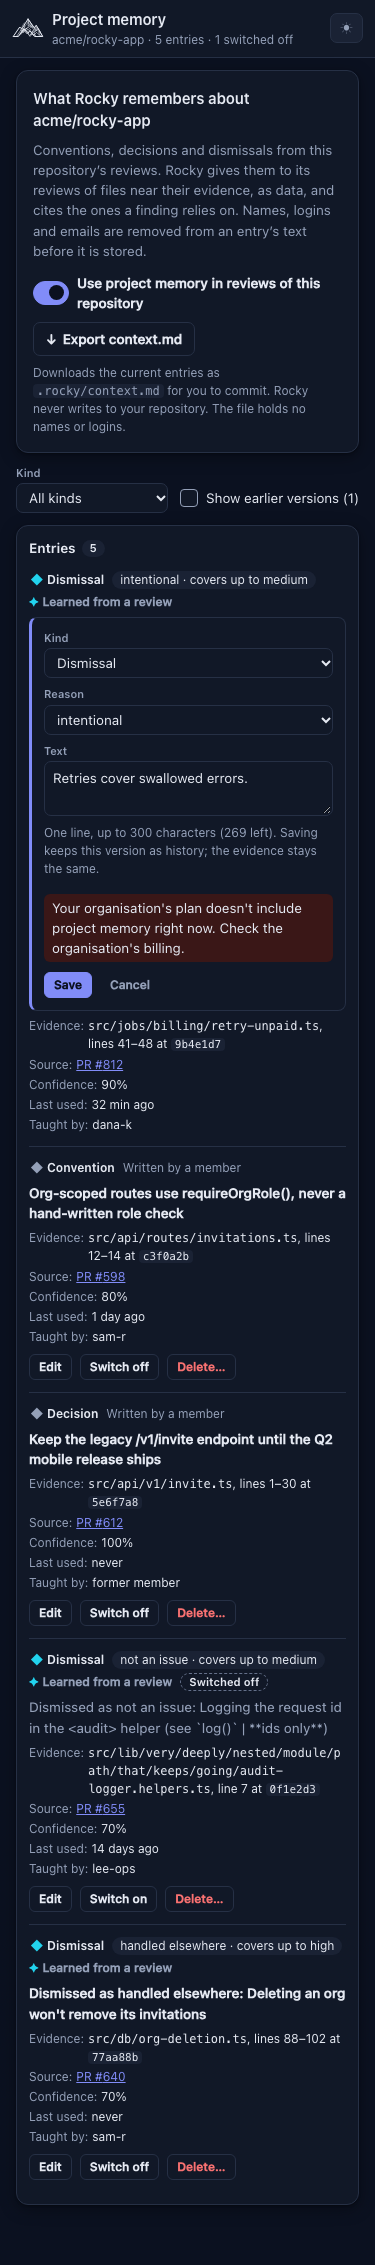 Project memory
acme/rocky-app · 5 entries · 1 switched off
What Rocky remembers about
acme/rocky-app
Conventions, decisions and dismissals from this
repository's reviews. Rocky gives them to its
reviews of files near their evidence, as data, and
cites the ones a finding relies on. Names, logins
and emails are removed from an entry's text
before it is stored.
Use project memory in reviews of this
repository
↓ Export context.md
Downloads the current entries as
.rocky/context.md for you to commit. Rocky
never writes to your repository. The file holds no
names or logins.
Kind
All kinds
Show earlier versions (1)
Entries 5
Dismissal intentional · covers up to medium
Learned from a review
Kind
Dismissal
Reason
intentional
Text
Retries cover swallowed errors.
One line, up to 300 characters (269 left). Saving
keeps this version as history; the evidence stays
the same.
Your organisation's plan doesn't include
project memory right now. Check the
organisation's billing.
Save Cancel
Evidence: src/jobs/billing/retry-unpaid.ts,
lines 41–48 at 9b4e1d7
Source: PR #812
Confidence: 90%
Last used: 32 min ago
Taught by: dana-k
Convention Written by a member
Org-scoped routes use requireOrgRole(), never a
hand-written role check
Evidence: src/api/routes/invitations.ts, lines
12–14 at c3f0a2b
Source: PR #598
Confidence: 80%
Last used: 1 day ago
Taught by: sam-r
Edit Switch off Delete…
Decision Written by a member
Keep the legacy /v1/invite endpoint until the Q2
mobile release ships
Evidence: src/api/v1/invite.ts, lines 1–30 at
5e6f7a8
Source: PR #612
Confidence: 100%
Last used: never
Taught by: former member
Edit Switch off Delete…
Dismissal not an issue · covers up to medium
Learned from a review Switched off
Dismissed as not an issue: Logging the request id
in the <audit> helper (see `log()` | **ids only**)
Evidence: src/lib/very/deeply/nested/module/p
ath/that/keeps/going/audit-
logger.helpers.ts, line 7 at 0f1e2d3
Source: PR #655
Confidence: 70%
Last used: 14 days ago
Taught by: lee-ops
Edit Switch on Delete…
Dismissal handled elsewhere · covers up to high
Learned from a review
Dismissed as handled elsewhere: Deleting an org
won't remove its invitations
Evidence: src/db/org-deletion.ts, lines 88–102 at
77aa88b
Source: PR #640
Confidence: 70%
Last used: never
Taught by: sam-r
Edit Switch off Delete…